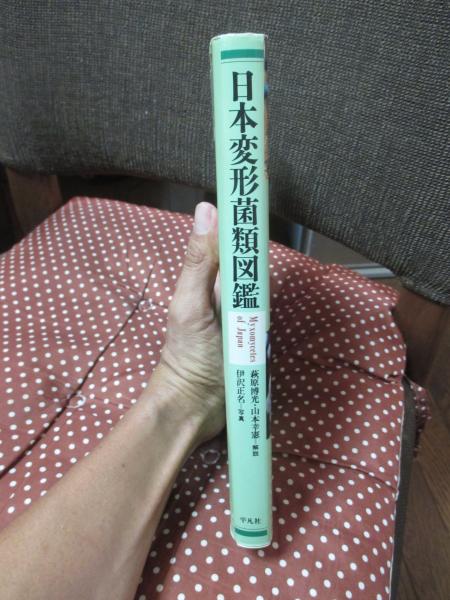 日本変形菌類図鑑
Myxomycetes
of Japan
萩原博光・山本幸憲─解説
伊沢正名─写真
平凡社